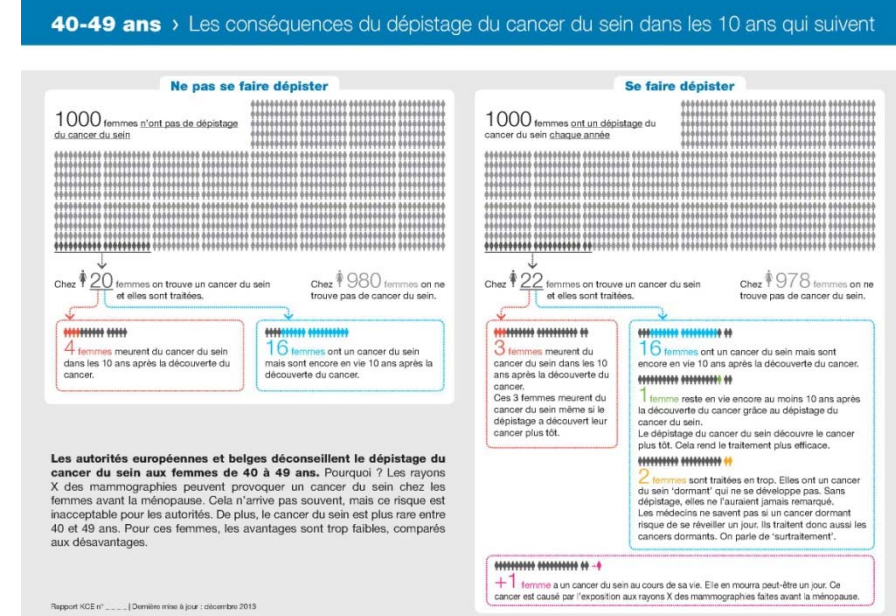 40-49 ans › Les conséquences du dépistage du cancer du sein dans les 10 ans qui suivent
Ne pas se faire dépister
1000 femmes n'ont pas de dépistage
du cancer du sein
Chez 20 femmes on trouve un cancer du sein
et elles sont traitées.
Chez 980 femmes on ne
trouve pas de cancer du sein.
4 femmes meurent du cancer du sein
dans les 10 ans après la découverte du
cancer.
16 femmes ont un cancer du sein
mais sont encore en vie 10 ans après la
découverte du cancer.
Les autorités européennes et belges déconseillent le dépistage du
cancer du sein aux femmes de 40 à 49 ans. Pourquoi ? Les rayons
X des mammographies peuvent provoquer un cancer du sein chez les
femmes avant la ménopause. Cela n'arrive pas souvent, mais ce risque est
inacceptable pour les autorités. De plus, le cancer du sein est plus rare entre
40 et 49 ans. Pour ces femmes, les avantages sont trop faibles, comparés
aux désavantages.
Rapport KCE n° _ _ _ _ | Dernière mise à jour : décembre 2013
Se faire dépister
1000 femmes ont un dépistage du
cancer du sein chaque année
Chez 22 femmes on trouve un cancer du sein
et elles sont traitées.
Chez 978 femmes on ne
trouve pas de cancer du sein.
3 femmes meurent du
cancer du sein dans les 10
ans après la découverte du
cancer.
Ces 3 femmes meurent du
cancer du sein même si le
dépistage a découvert leur
cancer plus tôt.
16 femmes ont un cancer du sein mais sont
encore en vie 10 ans après la découverte du cancer.
1 femme reste en vie encore au moins 10 ans après
la découverte du cancer grâce au dépistage du
cancer du sein.
Le dépistage du cancer du sein découvre le cancer
plus tôt. Cela rend le traitement plus efficace.
2 femmes sont traitées en trop. Elles ont un cancer
du sein 'dormant' qui ne se développe pas. Sans
dépistage, elles ne l'auraient jamais remarqué.
Les médecins ne savent pas si un cancer dormant
risque de se réveiller un jour. Ils traitent donc aussi les
cancers dormants. On parle de 'surtraitement'.
+1 femme a un cancer du sein au cours de sa vie. Elle en mourra peut-être un jour. Ce
cancer est causé par l'exposition aux rayons X des mammographies faites avant la ménopause.